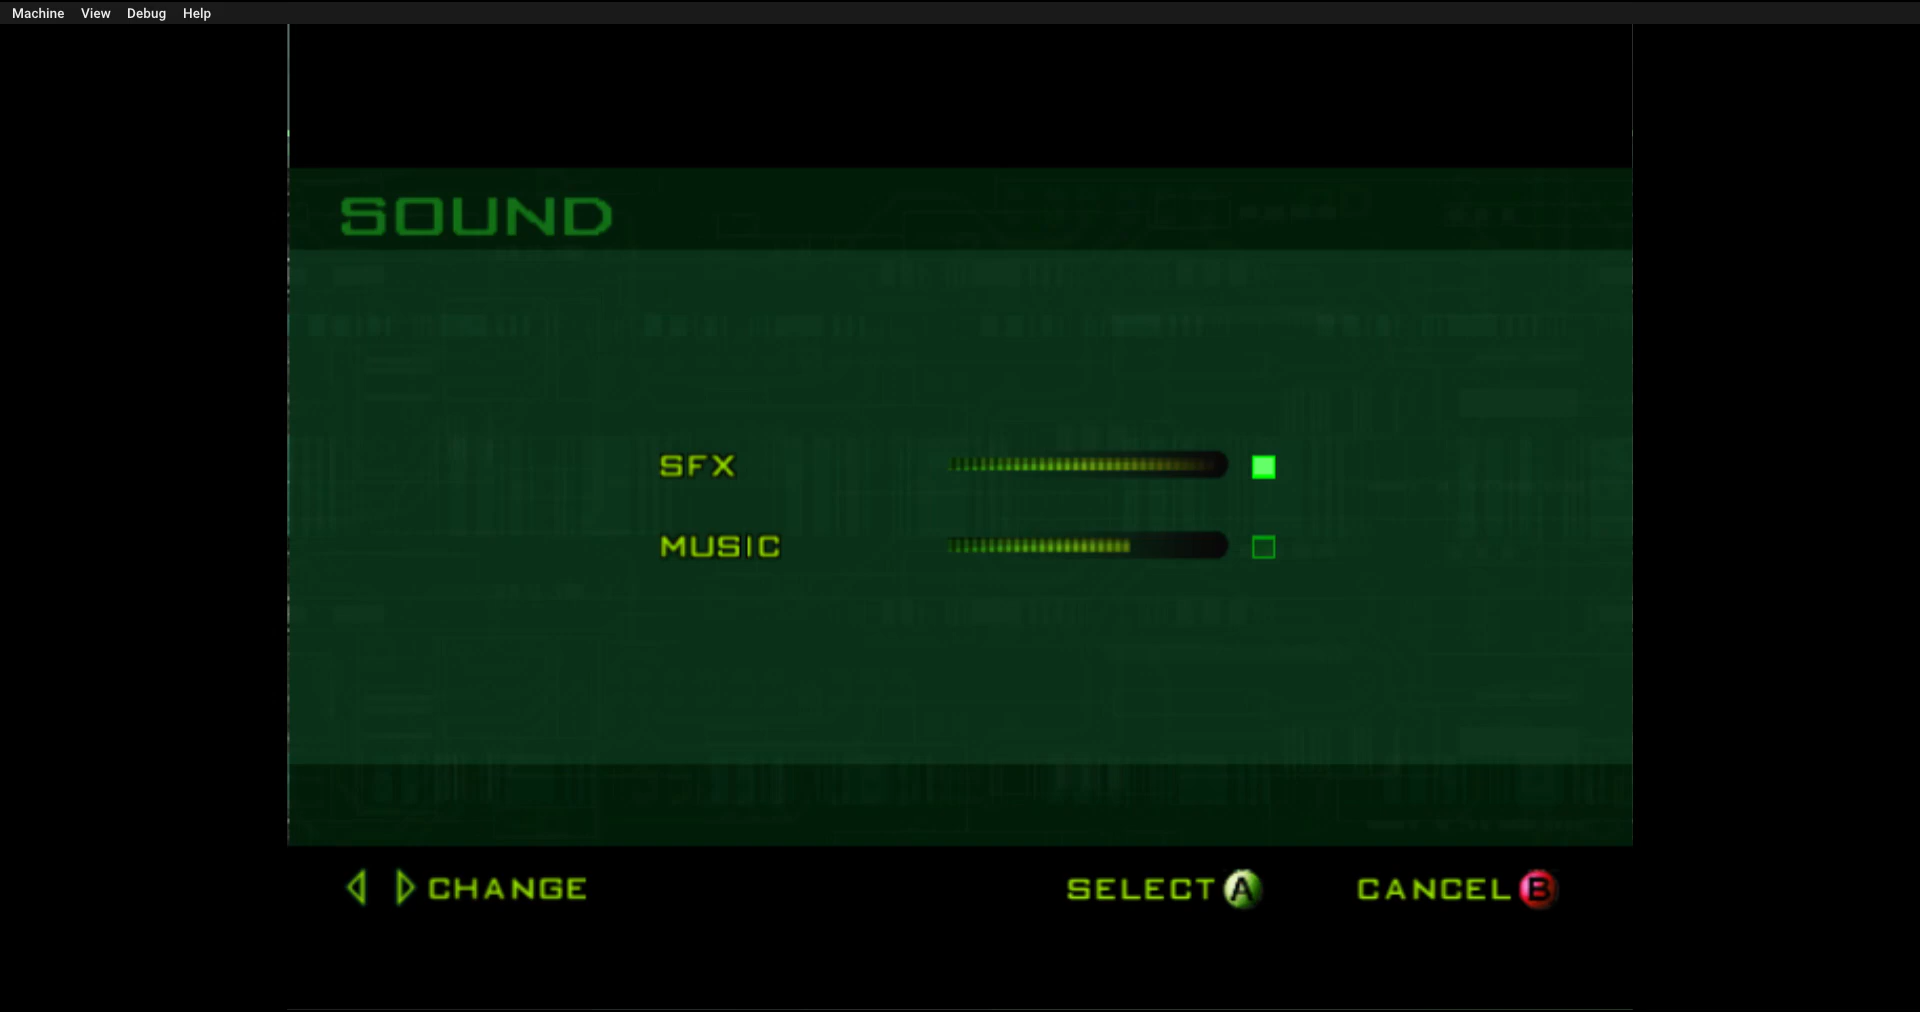 Machine View Debug Help
SOUND
SFX
MUSIC
CHANGE SELECT A CANCEL B